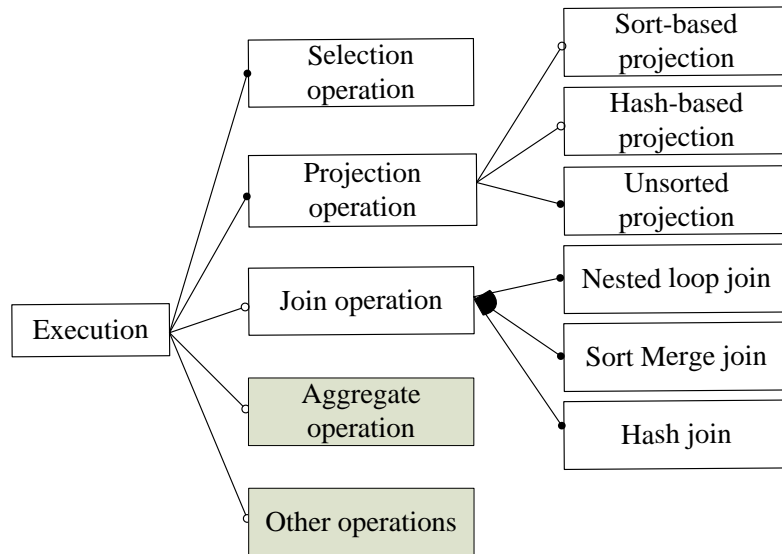 Execution
Selection
operation
Projection
operation
Join operation
Aggregate
operation
Other operations
Sort-based
projection
Hash-based
projection
Unsorted
projection
Nested loop join
Sort Merge join
Hash join